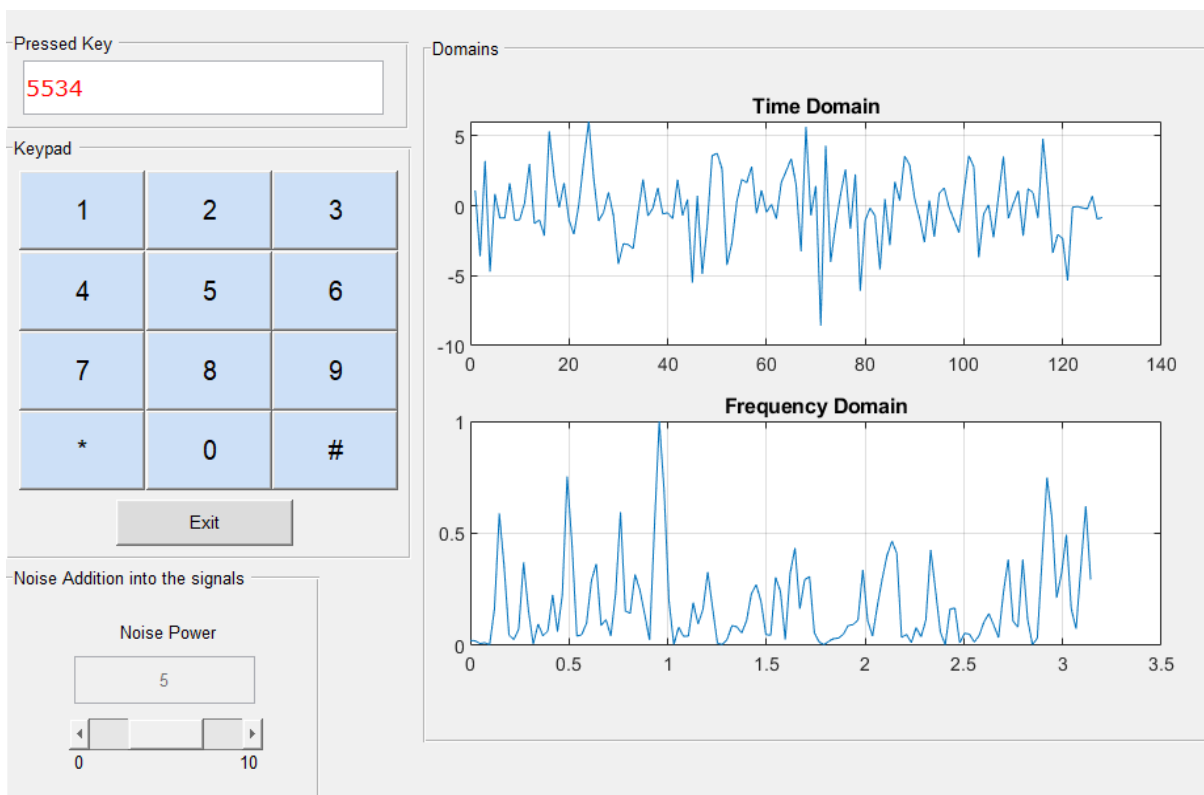 Pressed Key
5534
Keypad
1 2 3
4 5 6
7 8 9
* 0 #
Exit
Noise Addition into the signals
Noise Power
5
0 10
Domains
Time Domain
5
0
-5
-10
0 20 40 60 80 100 120 140
Frequency Domain
1
0.5
0
0 0.5 1 1.5 2 2.5 3 3.5